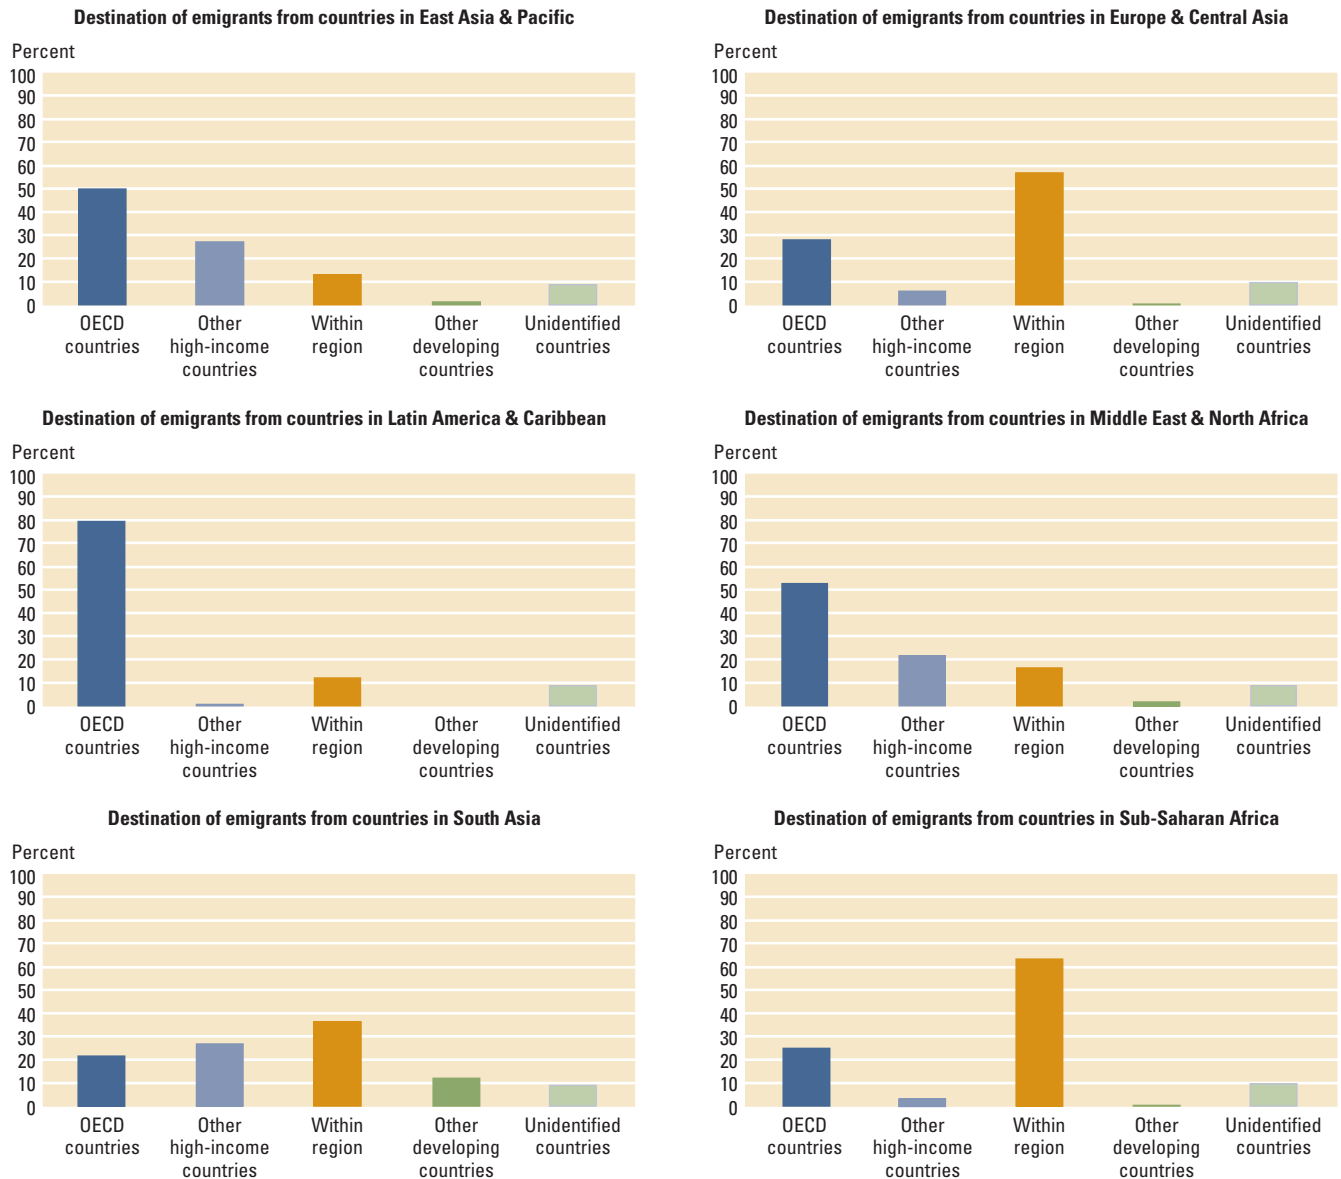 Destination of emigrants from countries in East Asia & Pacific
Percent
100
90
80
70
60
50
40
30
20
10
0
OECD countries
Other high-income countries
Within region
Other developing countries
Unidentified countries
Destination of emigrants from countries in Europe & Central Asia
Percent
100
90
80
70
60
50
40
30
20
10
0
OECD countries
Other high-income countries
Within region
Other developing countries
Unidentified countries
Destination of emigrants from countries in Latin America & Caribbean
Percent
100
90
80
70
60
50
40
30
20
10
0
OECD countries
Other high-income countries
Within region
Other developing countries
Unidentified countries
Destination of emigrants from countries in Middle East & North Africa
Percent
100
90
80
70
60
50
40
30
20
10
0
OECD countries
Other high-income countries
Within region
Other developing countries
Unidentified countries
Destination of emigrants from countries in South Asia
Percent
100
90
80
70
60
50
40
30
20
10
0
OECD countries
Other high-income countries
Within region
Other developing countries
Unidentified countries
Destination of emigrants from countries in Sub-Saharan Africa
Percent
100
90
80
70
60
50
40
30
20
10
0
OECD countries
Other high-income countries
Within region
Other developing countries
Unidentified countries